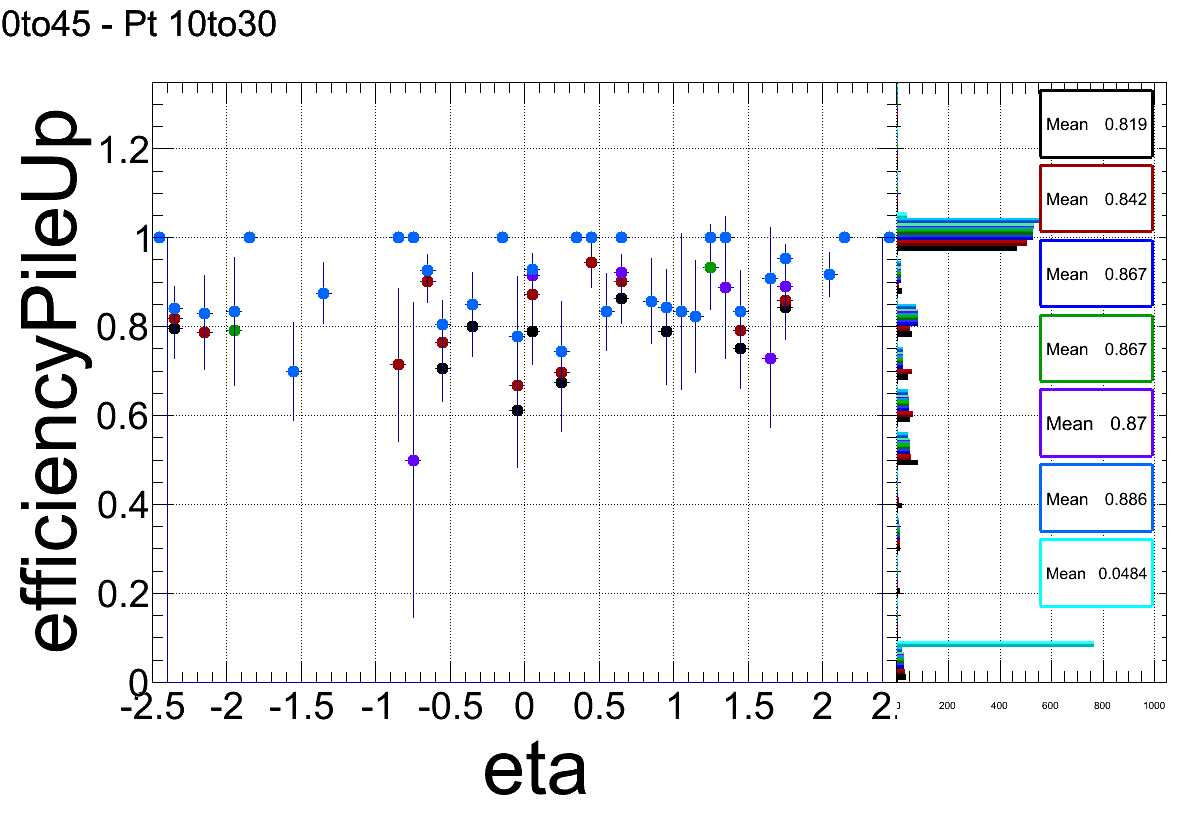 0to45 - Pt 10to30
efficiencyPileUp
1.2
1
0.8
0.6
0.4
0.2
0
-2.5 -2 -1.5 -1 -0.5 0 0.5 1 1.5 2 2.
200 400 600 800 1000
eta
Mean 0.819
Mean 0.842
Mean 0.867
Mean 0.867
Mean 0.87
Mean 0.886
Mean 0.0484